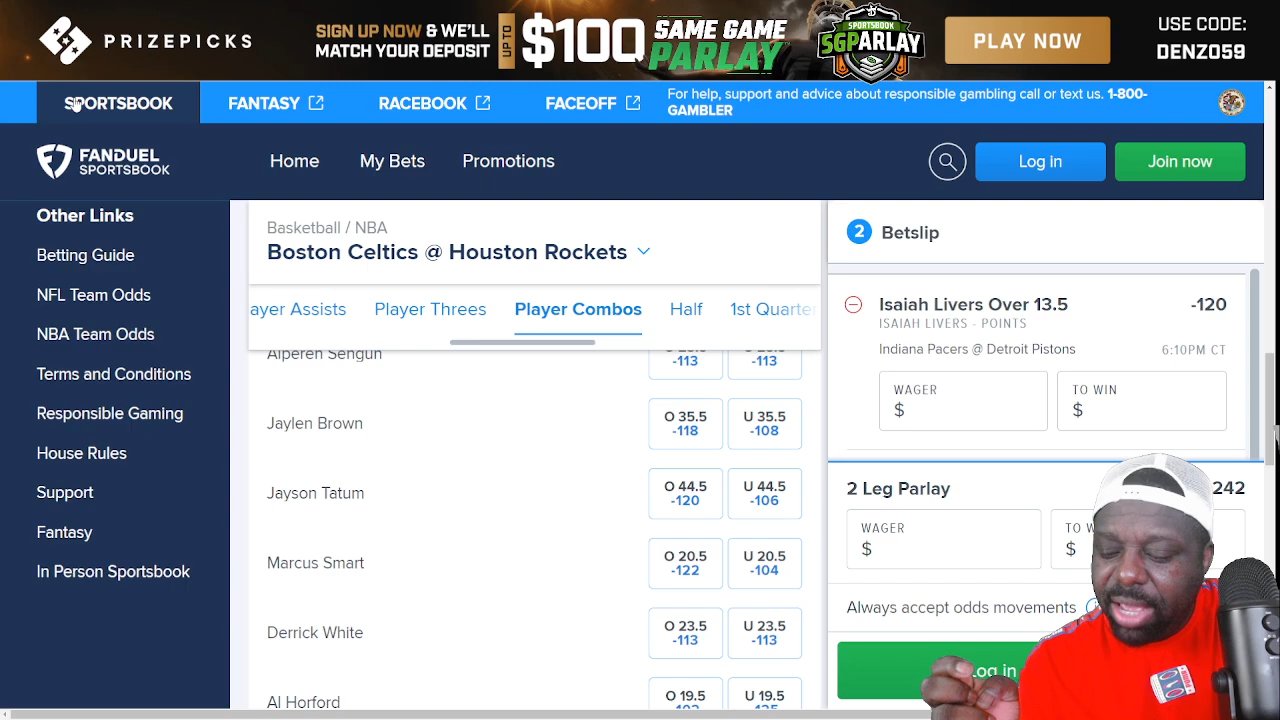 PRIZEPICKS
SIGN UP NOW & WE'LL
MATCH YOUR DEPOSIT
UP TO
$100
SAME GAME
PARLAY
SPORTSBOOK
SGPARLAY
PLAY NOW
USE CODE:
DENZO59
SPORTSBOOK
FANTASY
RACEBOOK
FACEOFF
For help, support and advice about responsible gambling call or text us. 1-800-
GAMBLER
FANDUEL
SPORTSBOOK
Home
My Bets
Promotions
Log in
Join now
Other Links
Betting Guide
NFL Team Odds
NBA Team Odds
Terms and Conditions
Responsible Gaming
House Rules
Support
Fantasy
In Person Sportsbook
Basketball / NBA
Boston Celtics @ Houston Rockets
ayer Assists
Player Threes
Player Combos
Half
1st Quarte
Alperen Sengun
-113
-113
Jaylen Brown
O 35.5
-118
U 35.5
-108
Jayson Tatum
O 44.5
-120
U 44.5
-106
Marcus Smart
O 20.5
-122
U 20.5
-104
Derrick White
O 23.5
-113
U 23.5
-113
Al Horford
O 19.5
U 19.5
2 Betslip
Isaiah Livers Over 13.5 -120
ISAIAH LIVERS - POINTS
Indiana Pacers @ Detroit Pistons 6:10PM CT
WAGER
$
TO WIN
$
2 Leg Parlay 242
WAGER
$
TO W
$
Always accept odds movements
Log in